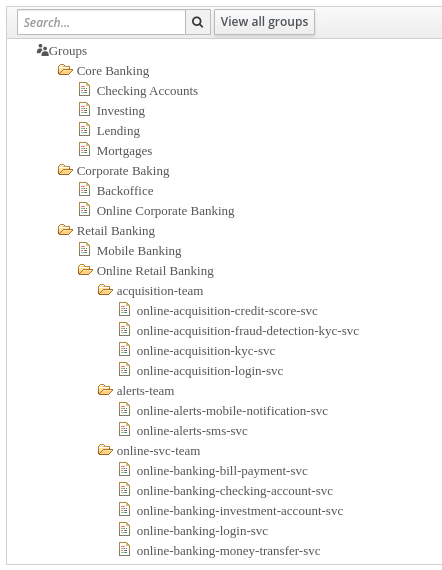 Search...
View all groups
Groups
Core Banking
Checking Accounts
Investing
Lending
Mortgages
Corporate Baking
Backoffice
Online Corporate Banking
Retail Banking
Mobile Banking
Online Retail Banking
acquisition-team
online-acquisition-credit-score-svc
online-acquisition-fraud-detection-kyc-svc
online-acquisition-kyc-svc
online-acquisition-login-svc
alerts-team
online-alerts-mobile-notification-svc
online-alerts-sms-svc
online-svc-team
online-banking-bill-payment-svc
online-banking-checking-account-svc
online-banking-investment-account-svc
online-banking-login-svc
online-banking-money-transfer-svc